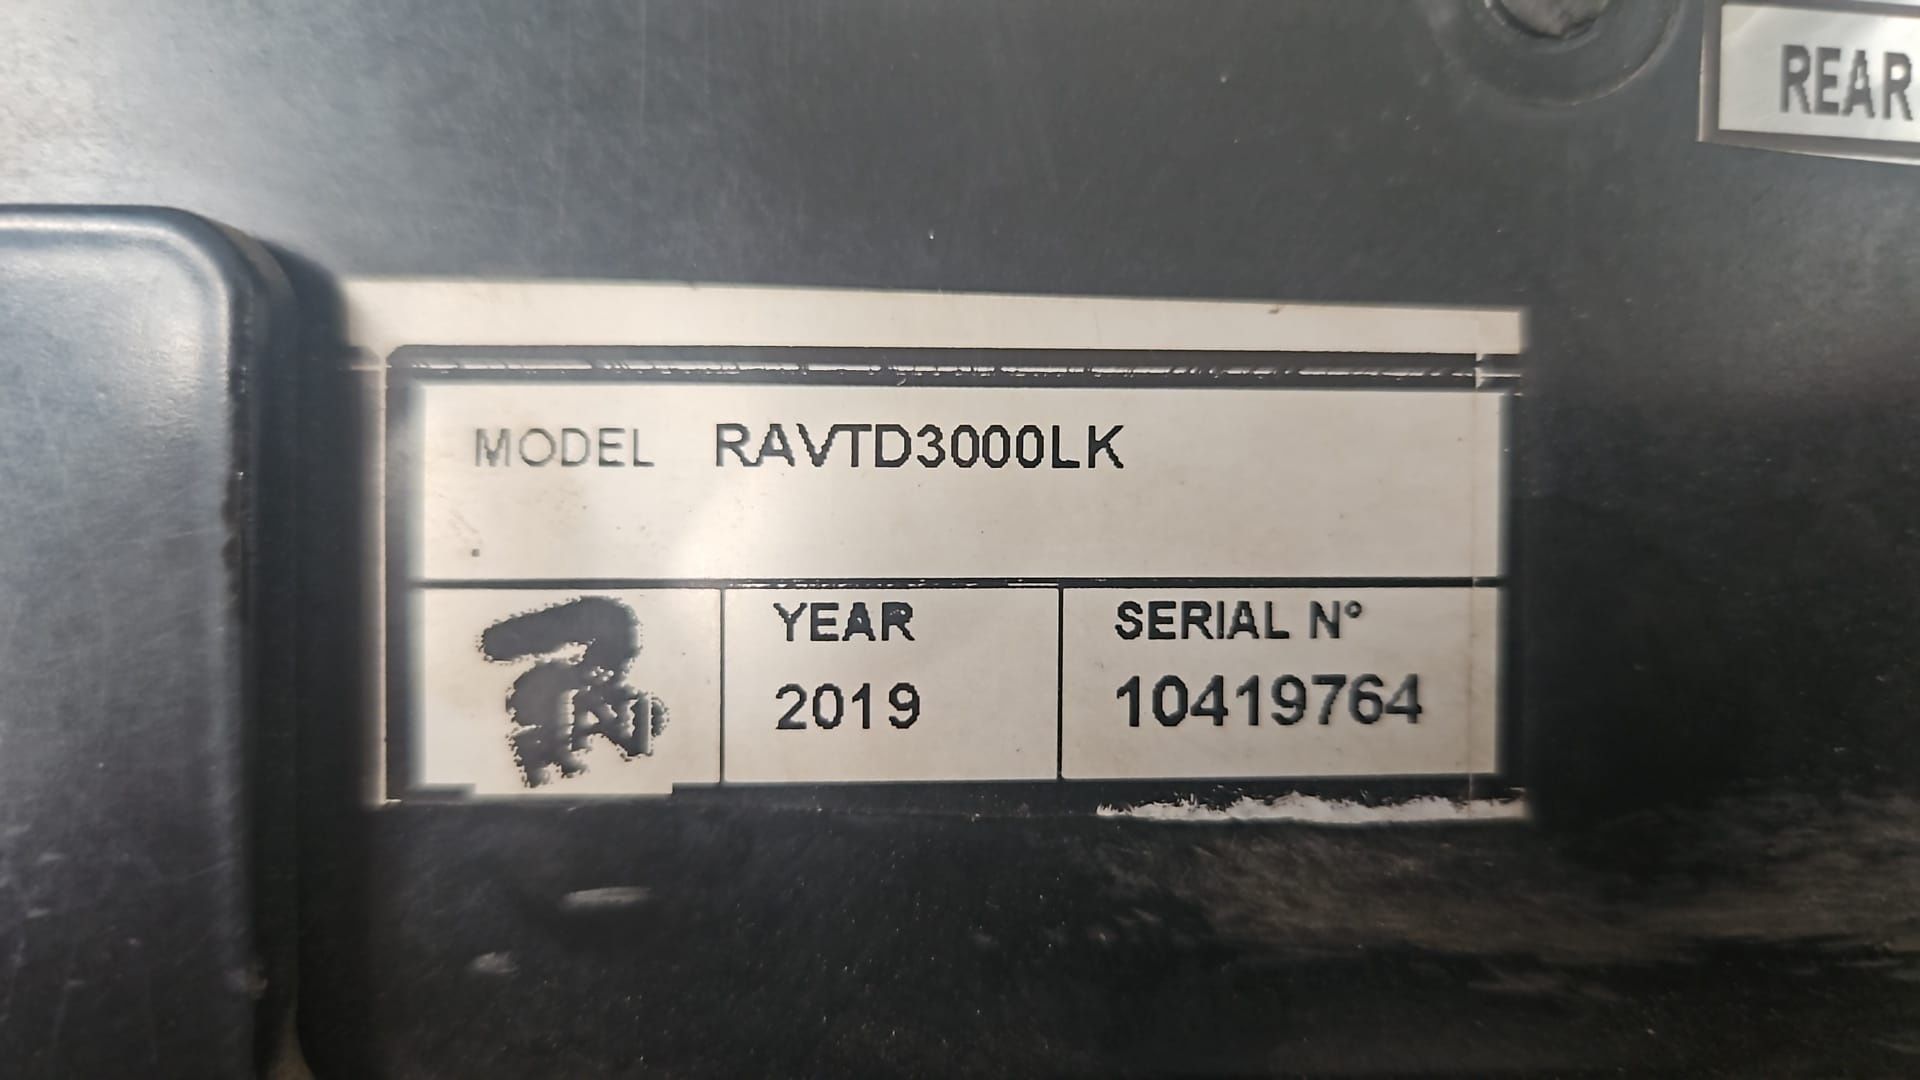 REAR
MODEL RAVTD3000LK
YEAR
2019
SERIAL N°
10419764